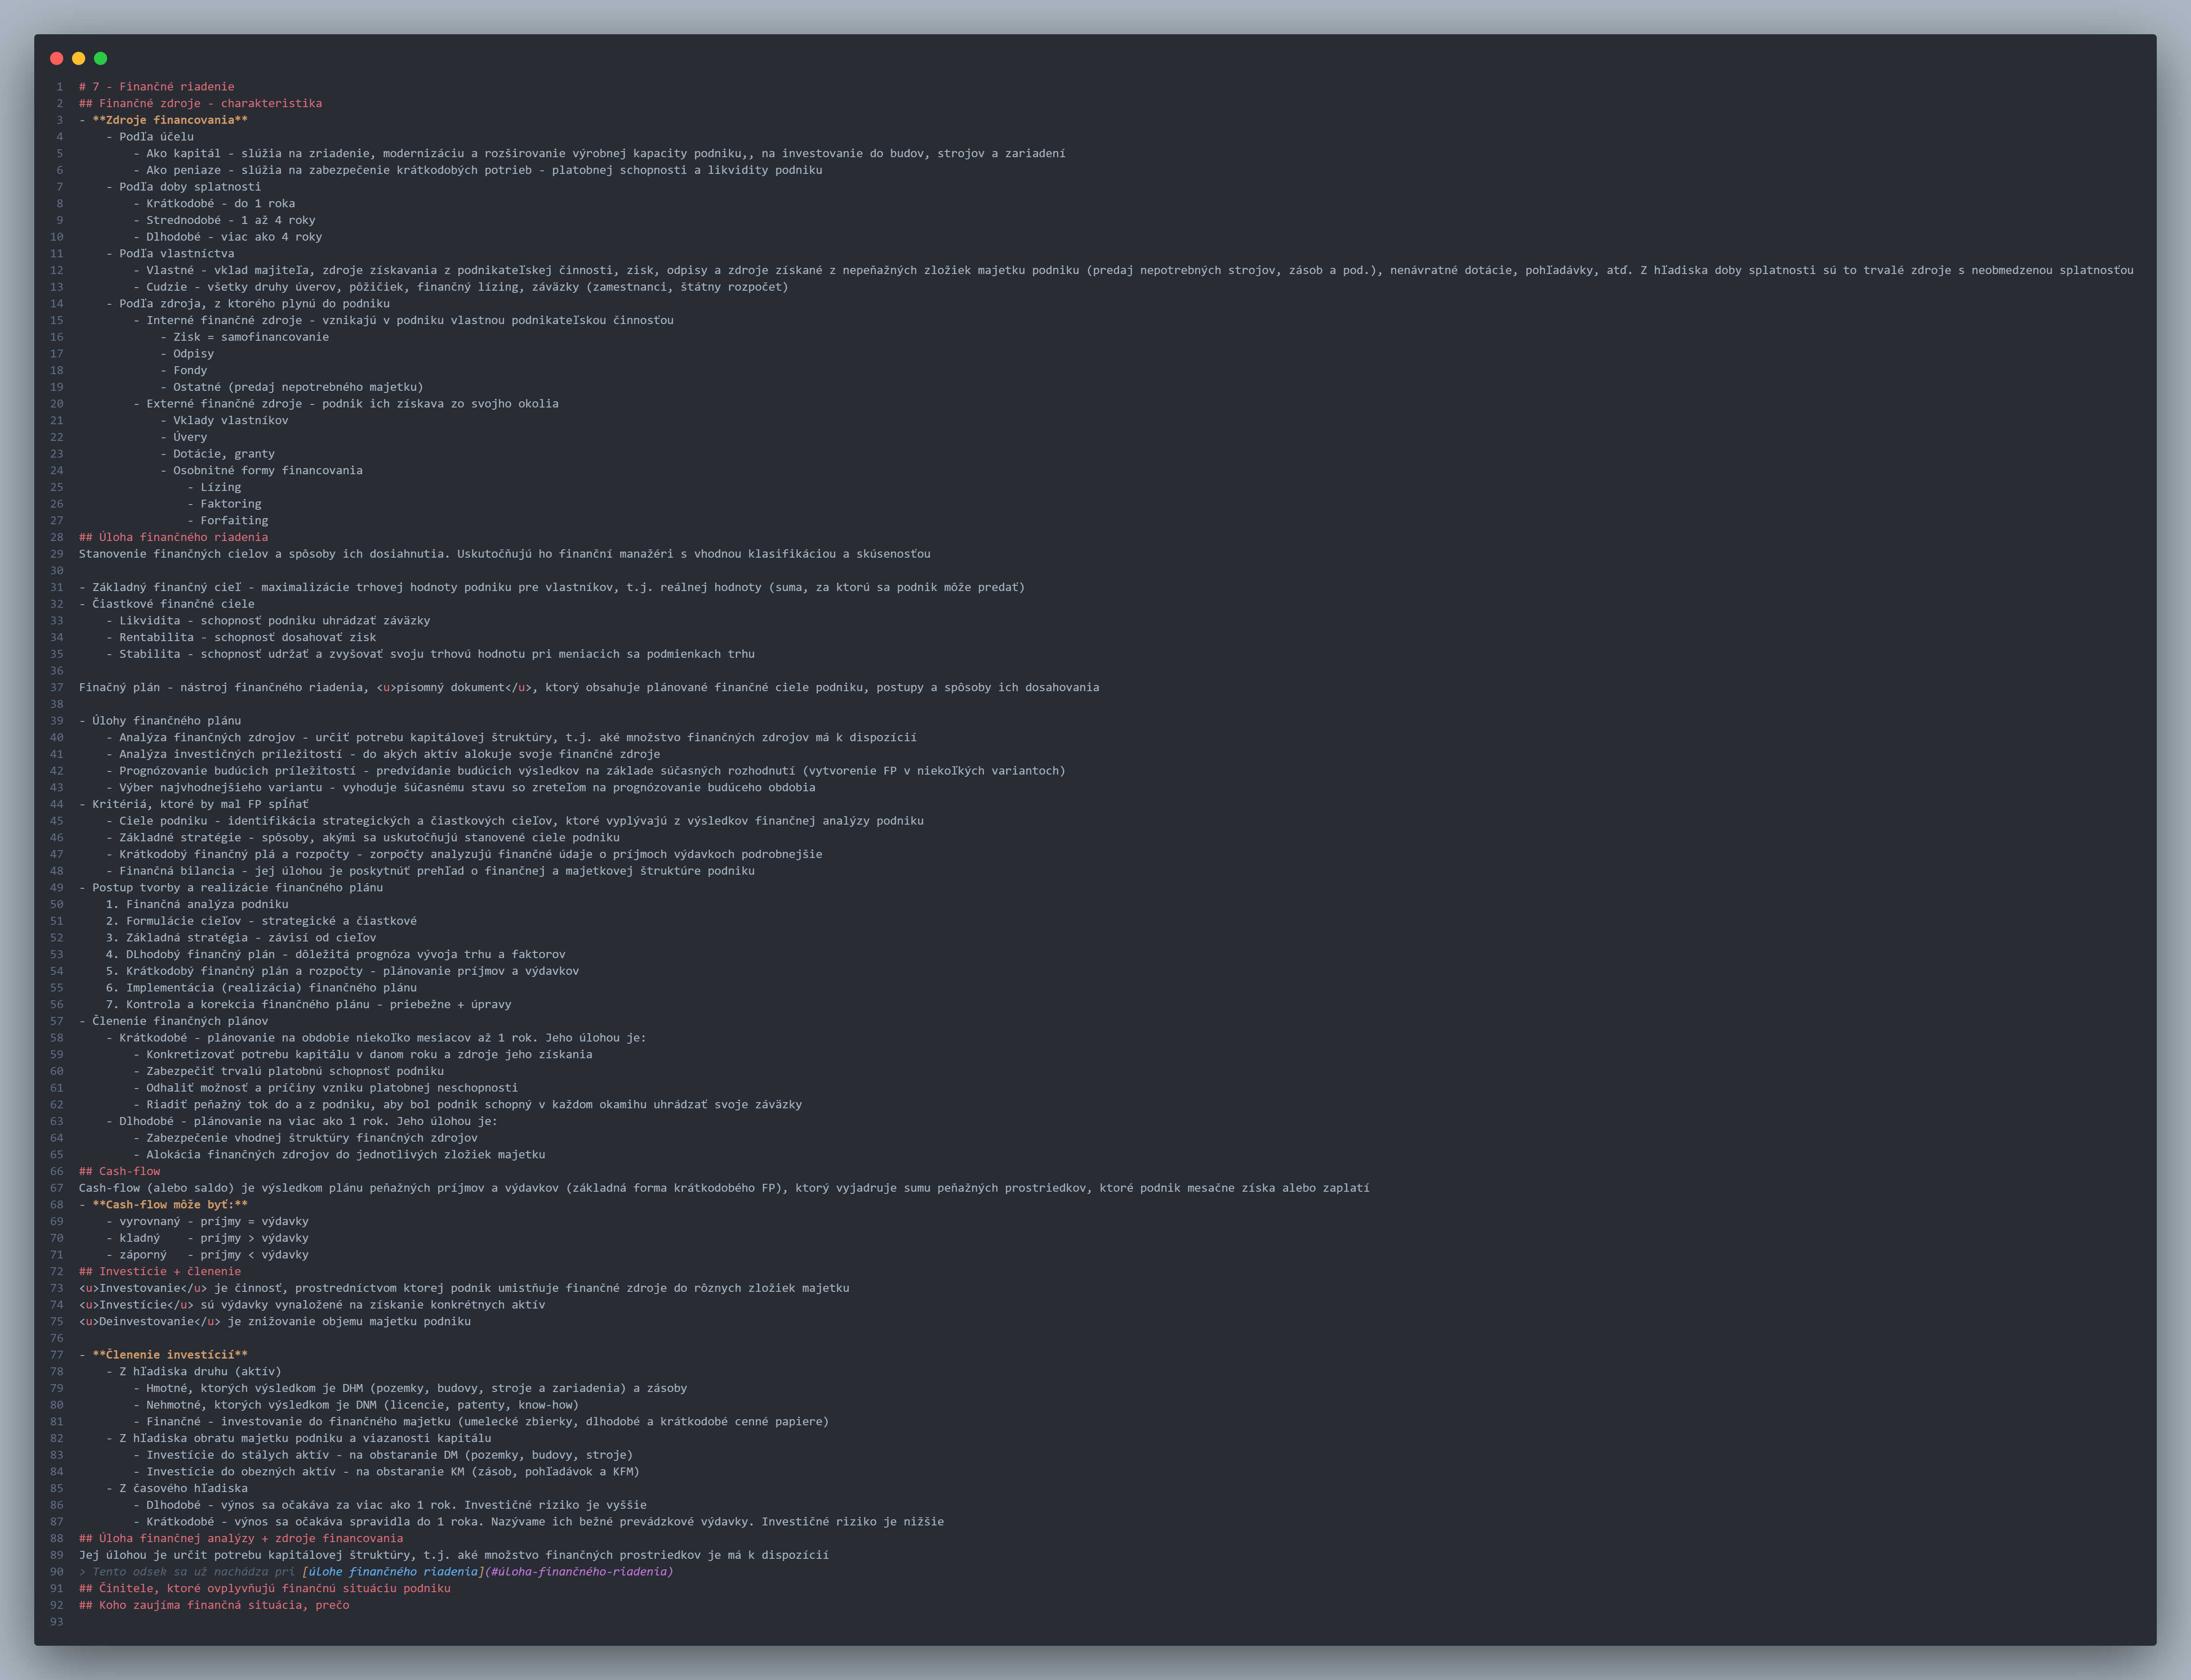 1 # 7 - Finančné riadenie
2 ## Finančné zdroje - charakteristika
3 - **Zdroje financovania**
4     - Podľa účelu
5         - Ako kapitál - slúžia na zriadenie, modernizáciu a rozširovanie výrobnej kapacity podniku,, na investovanie do budov, strojov a zariadení
6         - Ako peniaze - slúžia na zabezpečenie krátkodobých potrieb - platobnej schopnosti a likvidity podniku
7     - Podľa doby splatnosti
8         - Krátkodobé - do 1 roka
9         - Strednodobé - 1 až 4 roky
10         - Dlhodobé - viac ako 4 roky
11     - Podľa vlastníctva
12         - Vlastné - vklad majiteľa, zdroje získavania z podnikateľskej činnosti, zisk, odpisy a zdroje získané z nepeňažných zložiek majetku podniku (predaj nepotrebných strojov, zásob a pod.), nenávratné dotácie, pohľadávky, atď. Z hľadiska doby splatnosti sú to trvalé zdroje s neobmedzenou splatnosťou
13         - Cudzie - všetky druhy úverov, pôžičiek, finančný lízing, záväzky (zamestnanci, štátny rozpočet)
14     - Podľa zdroja, z ktorého plynú do podniku
15         - Interné finančné zdroje - vznikajú v podniku vlastnou podnikateľskou činnosťou
16             - Zisk = samofinancovanie
17             - Odpisy
18             - Fondy
19             - Ostatné (predaj nepotrebného majetku)
20         - Externé finančné zdroje - podnik ich získava zo svojho okolia
21             - Vklady vlastníkov
22             - Úvery
23             - Dotácie, granty
24             - Osobnitné formy financovania
25                 - Lízing
26                 - Faktoring
27                 - Forfaiting
28 ## Úloha finančného riadenia
29 Stanovenie finančných cielov a spôsoby ich dosiahnutia. Uskutočňujú ho finanční manažéri s vhodnou klasifikáciou a skúsenosťou
30
31 - Základný finančný cieľ - maximalizácie trhovej hodnoty podniku pre vlastníkov, t.j. reálnej hodnoty (suma, za ktorú sa podnik môže predať)
32 - Čiastkové finančné ciele
33     - Likvidita - schopnosť podniku uhrádzať záväzky
34     - Rentabilita - schopnosť dosahovať zisk
35     - Stabilita - schopnosť udržať a zvyšovať svoju trhovú hodnotu pri meniacich sa podmienkach trhu
36
37 Finačný plán - nástroj finančného riadenia, <u>písomný dokument</u>, ktorý obsahuje plánované finančné ciele podniku, postupy a spôsoby ich dosahovania
38
39 - Úlohy finančného plánu
40     - Analýza finančných zdrojov - určiť potrebu kapitálovej štruktúry, t.j. aké množstvo finančných zdrojov má k dispozícií
41     - Analýza investičných príležitostí - do akých aktív alokuje svoje finančné zdroje
42     - Prognózovanie budúcich príležitostí - predvídanie budúcich výsledkov na základe súčasných rozhodnutí (vytvorenie FP v niekoľkých variantoch)
43     - Výber najvhodnejšieho variantu - vyhoduje šúčasnému stavu so zreteľom na prognózovanie budúceho obdobia
44 - Kritériá, ktoré by mal FP spĺňať
45     - Ciele podniku - identifikácia strategických a čiastkových cieľov, ktoré vyplývajú z výsledkov finančnej analýzy podniku
46     - Základné stratégie - spôsoby, akými sa uskutočňujú stanovené ciele podniku
47     - Krátkodobý finančný plá a rozpočty - zorpočty analyzujú finančné údaje o príjmoch výdavkoch podrobnejšie
48     - Finančná bilancia - jej úlohou je poskytnúť prehľad o finančnej a majetkovej štruktúre podniku
49 - Postup tvorby a realizácie finančného plánu
50     1. Finančná analýza podniku
51     2. Formulácie cieľov - strategické a čiastkové
52     3. Základná stratégia - závisí od cieľov
53     4. DLhodobý finančný plán - dôležitá prognóza vývoja trhu a faktorov
54     5. Krátkodobý finančný plán a rozpočty - plánovanie príjmov a výdavkov
55     6. Implementácia (realizácia) finančného plánu
56     7. Kontrola a korekcia finančného plánu - priebežne + úpravy
57 - Členenie finančných plánov
58     - Krátkodobé - plánovanie na obdobie niekoľko mesiacov až 1 rok. Jeho úlohou je:
59         - Konkretizovať potrebu kapitálu v danom roku a zdroje jeho získania
60         - Zabezpečiť trvalú platobnú schopnosť podniku
61         - Odhaliť možnosť a príčiny vzniku platobnej neschopnosti
62         - Riadiť peňažný tok do a z podniku, aby bol podnik schopný v každom okamihu uhrádzať svoje záväzky
63     - Dlhodobé - plánovanie na viac ako 1 rok. Jeho úlohou je:
64         - Zabezpečenie vhodnej štruktúry finančných zdrojov
65         - Alokácia finančných zdrojov do jednotlivých zložiek majetku
66 ## Cash-flow
67 Cash-flow (alebo saldo) je výsledkom plánu peňažných príjmov a výdavkov (základná forma krátkodobého FP), ktorý vyjadruje sumu peňažných prostriedkov, ktoré podnik mesačne získa alebo zaplatí
68 - **Cash-flow môže byť:**
69     - vyrovnaný - príjmy = výdavky
70     - kladný    - príjmy > výdavky
71     - záporný   - príjmy < výdavky
72 ## Investície + členenie
73 <u>Investovanie</u> je činnosť, prostredníctvom ktorej podnik umistňuje finančné zdroje do rôznych zložiek majetku
74 <u>Investície</u> sú výdavky vynaložené na získanie konkrétnych aktív
75 <u>Deinvestovanie</u> je znižovanie objemu majetku podniku
76
77 - **Členenie investícií**
78     - Z hľadiska druhu (aktív)
79         - Hmotné, ktorých výsledkom je DHM (pozemky, budovy, stroje a zariadenia) a zásoby
80         - Nehmotné, ktorých výsledkom je DNM (licencie, patenty, know-how)
81         - Finančné - investovanie do finančného majetku (umelecké zbierky, dlhodobé a krátkodobé cenné papiere)
82     - Z hľadiska obratu majetku podniku a viazanosti kapitálu
83         - Investície do stálych aktív - na obstaranie DM (pozemky, budovy, stroje)
84         - Investície do obezných aktív - na obstaranie KM (zásob, pohľadávok a KFM)
85     - Z časového hľadiska
86         - Dlhodobé - výnos sa očakáva za viac ako 1 rok. Investičné riziko je vyššie
87         - Krátkodobé - výnos sa očakáva spravidla do 1 roka. Nazývame ich bežné prevádzkové výdavky. Investičné riziko je nižšie
88 ## Úloha finančnej analýzy + zdroje financovania
89 Jej úlohou je určit potrebu kapitálovej štruktúry, t.j. aké množstvo finančných prostriedkov je má k dispozícií
90 > Tento odsek sa už nachádza pri [úlohe finančného riadenia](#úloha-finančného-riadenia)
91 ## Činitele, ktoré ovplyvňujú finančnú situáciu podniku
92 ## Koho zaujíma finančná situácia, prečo
93